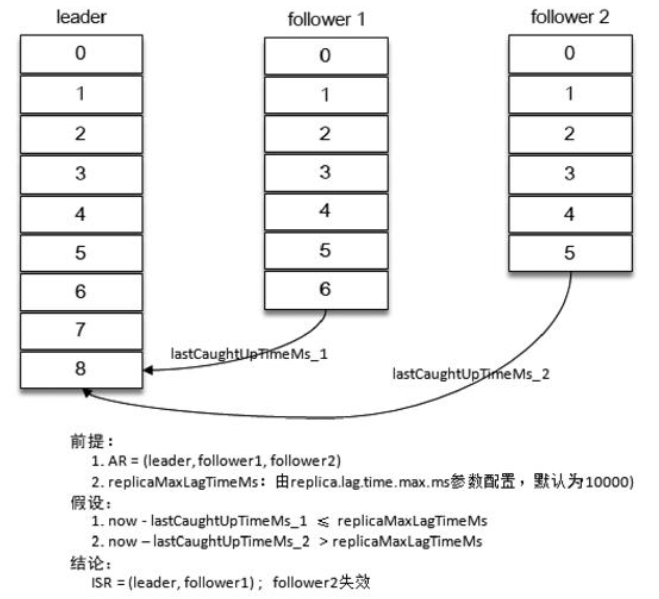 leader
0
1
2
3
4
5
6
7
8
follower 1
0
1
2
3
4
5
6
follower 2
0
1
2
3
4
5
lastCaughtUpTimeMs_1
lastCaughtUpTimeMs_2
前提：
1. AR = (leader, follower1, follower2)
2. replicaMaxLagTimeMs：由replica.lag.time.max.ms参数配置，默认为10000)
假设：
1. now - lastCaughtUpTimeMs_1 ≤ replicaMaxLagTimeMs
2. now – lastCaughtUpTimeMs_2 > replicaMaxLagTimeMs
结论：
ISR = (leader, follower1)； follower2失效